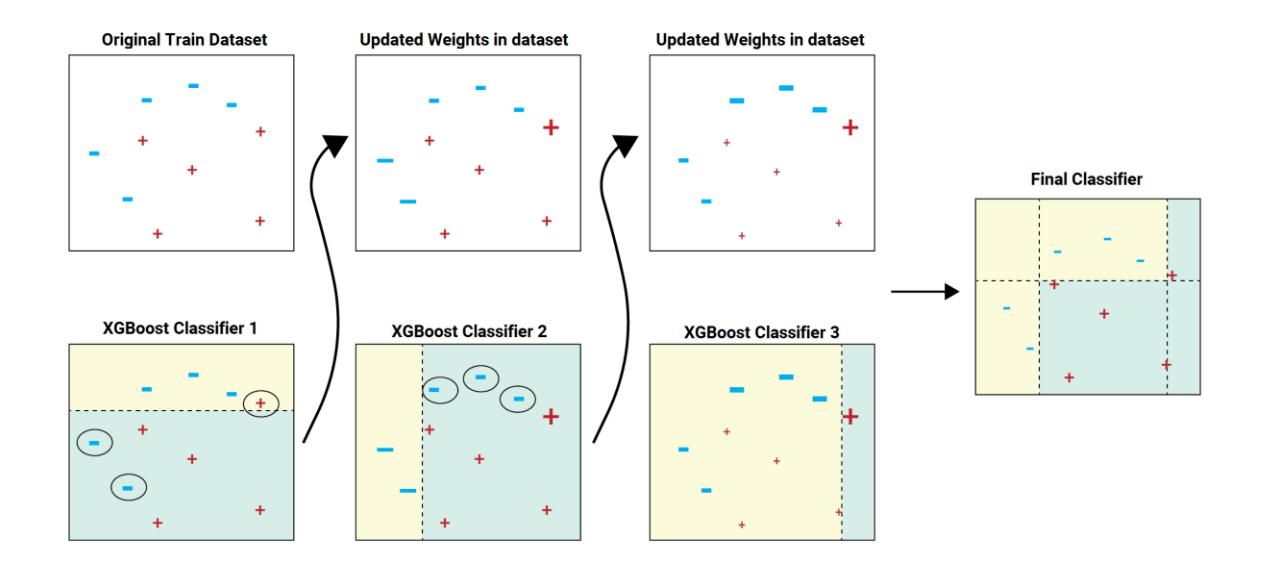 Original Train Dataset
Updated Weights in dataset
Updated Weights in dataset
Final Classifier
XGBoost Classifier 1
XGBoost Classifier 2
XGBoost Classifier 3